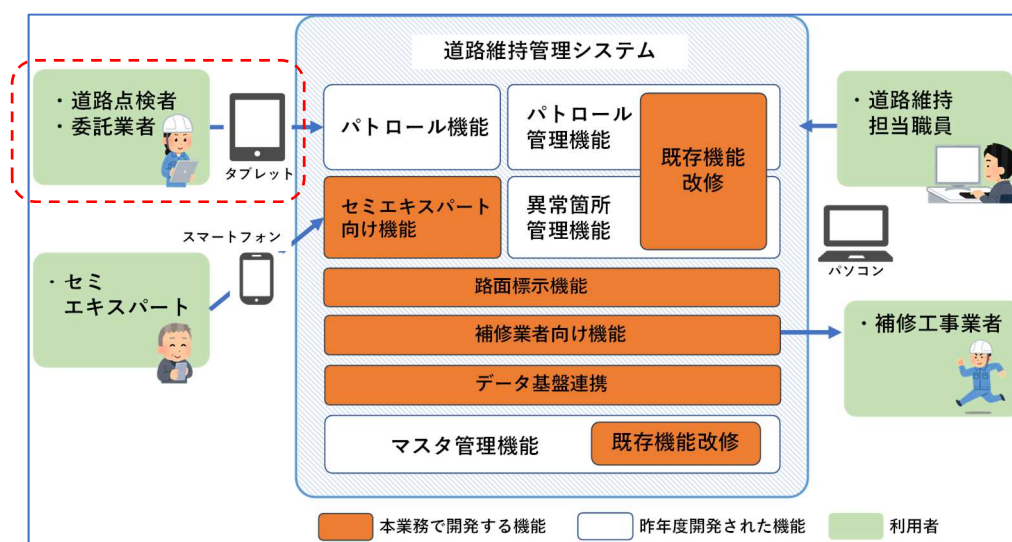 道路維持管理システム
・道路点検者
・委託業者
タブレット
パトロール機能
パトロール
管理機能
既存機能
改修
・道路維持
担当職員
セミエキスパート
向け機能
異常箇所
管理機能
スマートフォン
パソコン
・セミ
エキスパート
路面標示機能
補修業者向け機能
・補修工事業者
データ基盤連携
マスタ管理機能
既存機能改修
本業務で開発する機能
昨年度開発された機能
利用者